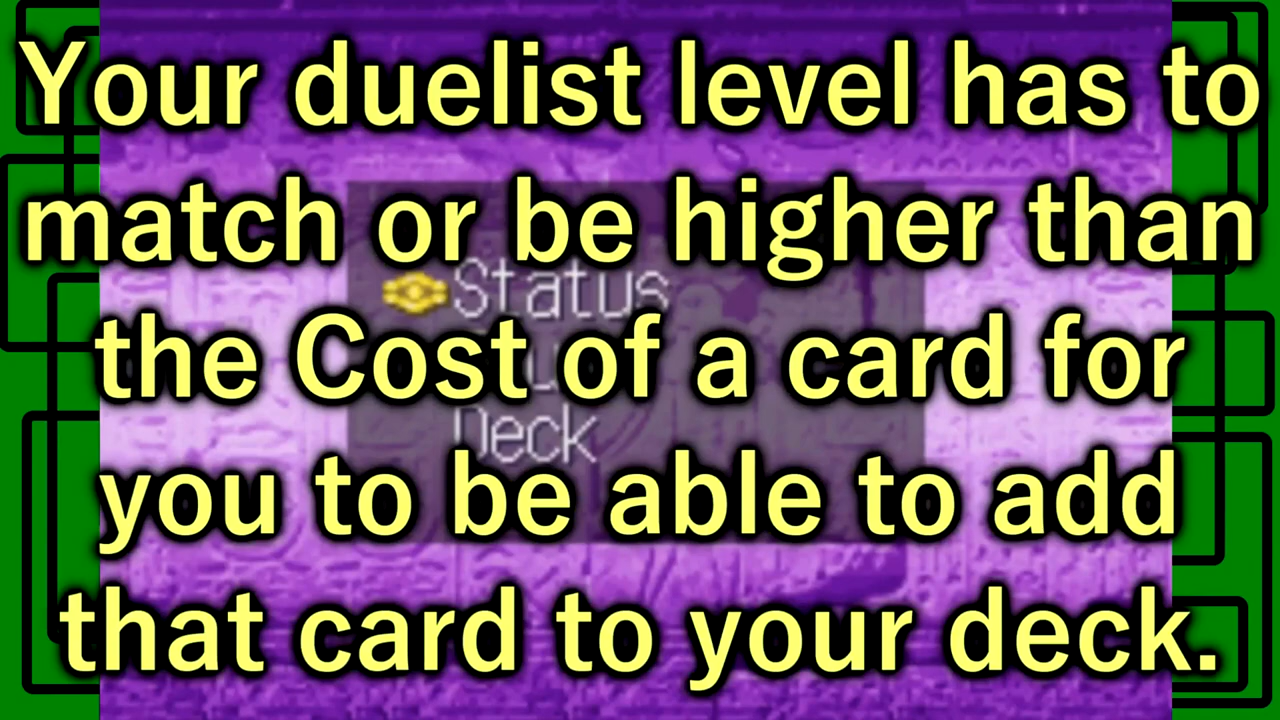 Your duelist level has to
match or be higher than
Status
the Cost of a card for
Deck
you to be able to add
that card to your deck.